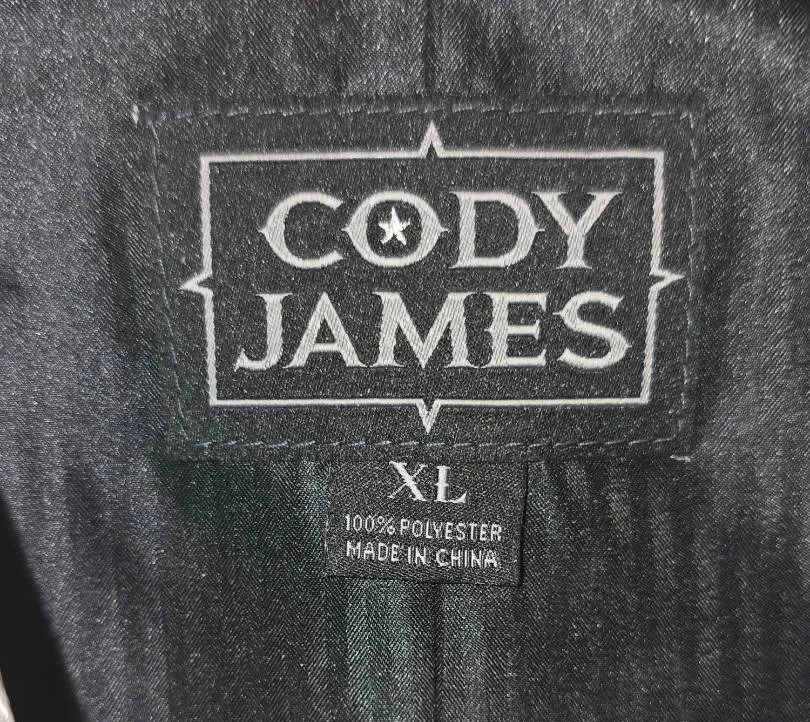 CODY
JAMES
XL
100% POLYESTER
MADE IN CHINA